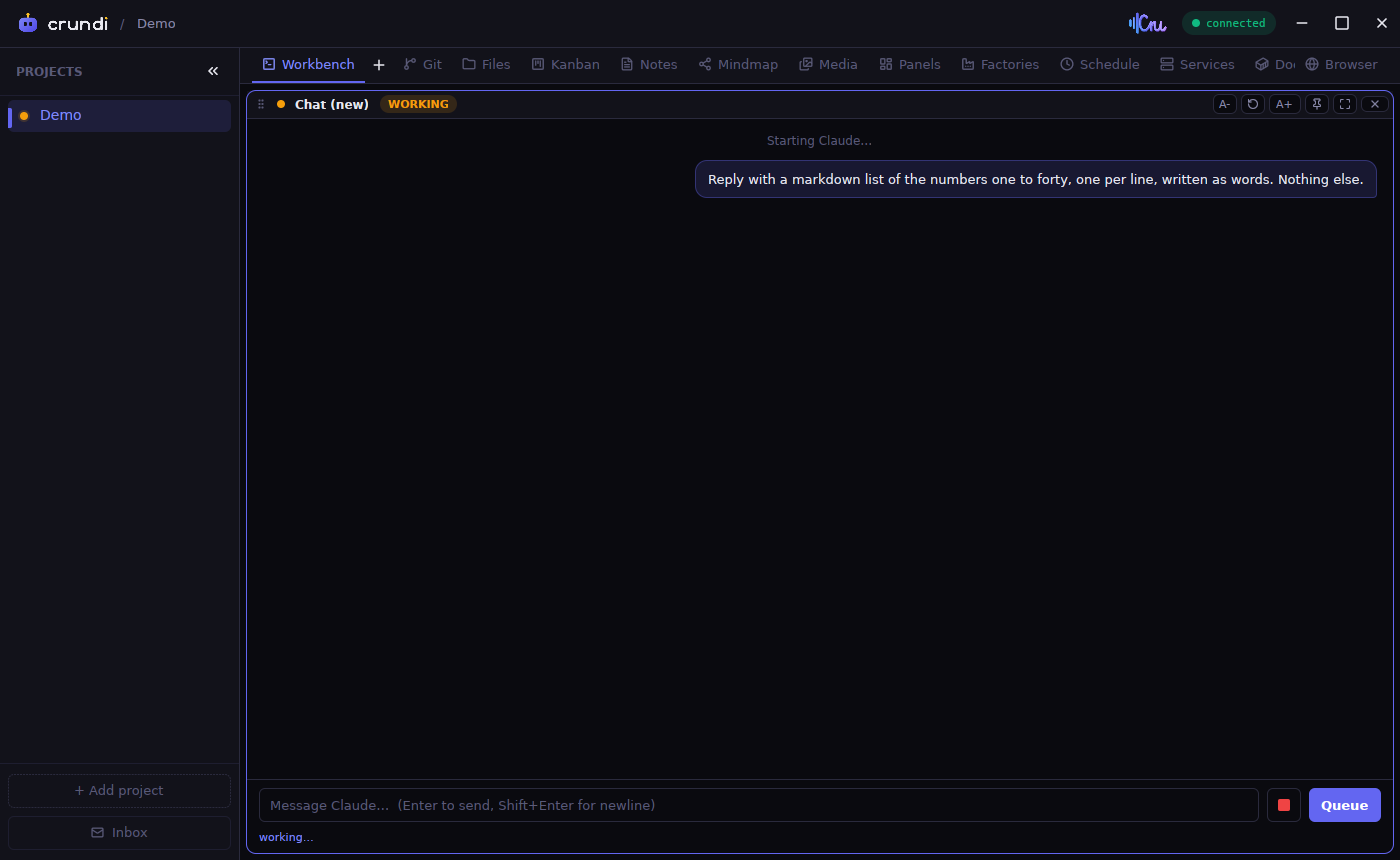 crundi / Demo
Cru
connected
PROJECTS
Demo
+ Add project
Inbox
Workbench + Git Files Kanban Notes Mindmap Media Panels Factories Schedule Services Doc Browser
Chat (new) WORKING A- A+
Starting Claude...
Reply with a markdown list of the numbers one to forty, one per line, written as words. Nothing else.
Message Claude... (Enter to send, Shift+Enter for newline)
Queue
working...